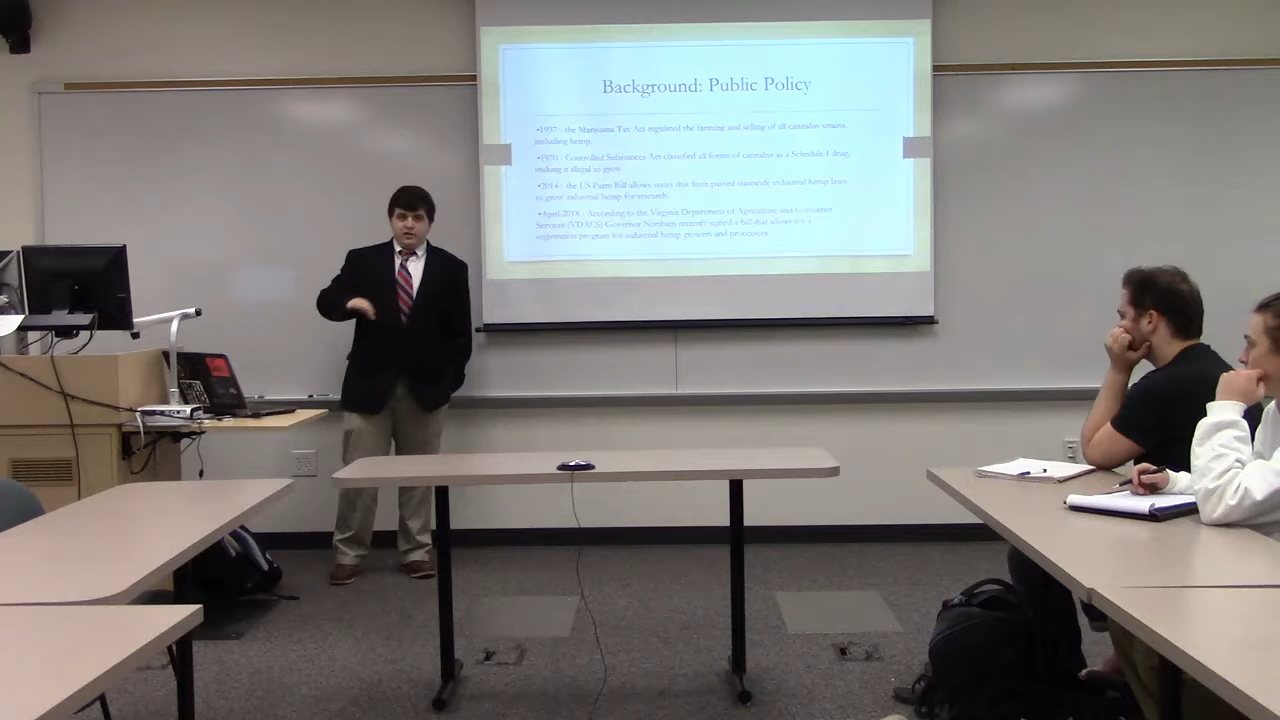 Background: Public Policy
•1937 - the Marijuana Tax Act regulated the farming and selling of all cannabis strains,
including hemp.
•1970 - Controlled Substances Act classified all forms of cannabis as a Schedule I drug,
making it illegal to grow
•2014 - the US Farm Bill allows states that have passed statewide industrial hemp laws
to grow industrial hemp for research.
•April 2018 - According to the Virginia Department of Agriculture and Consumer
Services (VDACS) Governor Northam recently signed a bill that allows for a
registration program for industrial hemp growers and processors